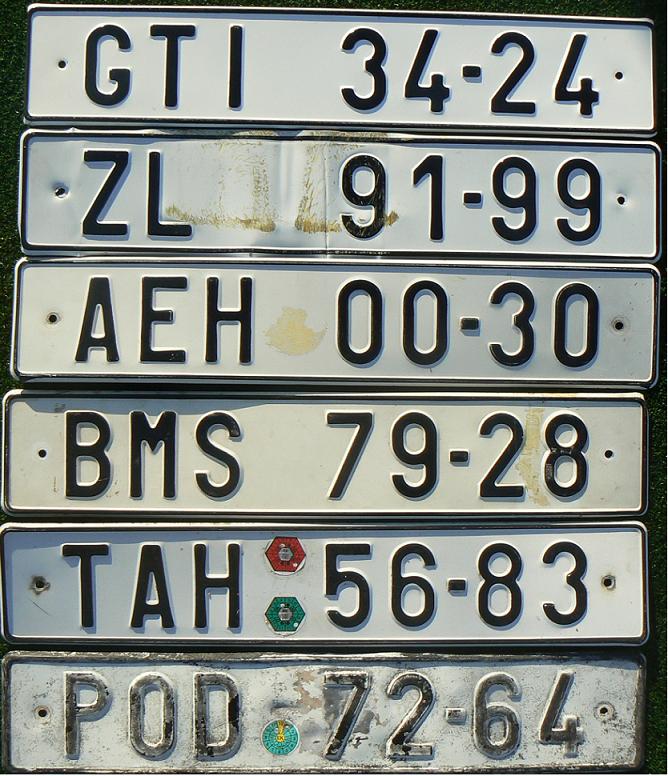 GTI 34-24
ZL 91-99
AEH 00-30
BMS 79-28
TAH 56-83
POD 72-64